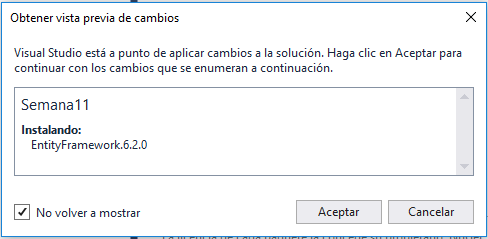 Obtener vista previa de cambios
Visual Studio está a punto de aplicar cambios a la solución. Haga clic en Aceptar para
continuar con los cambios que se enumeran a continuación.
Semana11
Instalando:
EntityFramework.6.2.0
No volver a mostrar
Aceptar
Cancelar